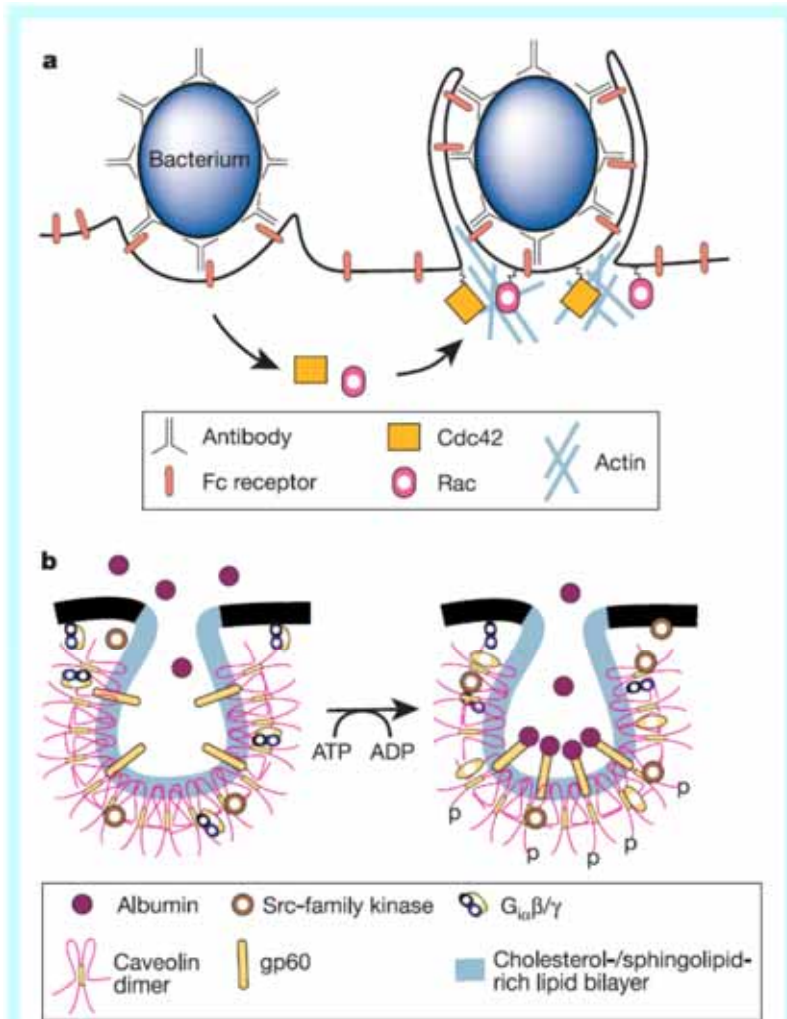 a
Bacterium
Antibody
Cdc42
Actin
Fc receptor
Rac
b
ATP
ADP
p
p
p
p
p
Albumin
Src-family kinase
Giαβ/γ
Caveolin
dimer
gp60
Cholesterol-/sphingolipid-
rich lipid bilayer